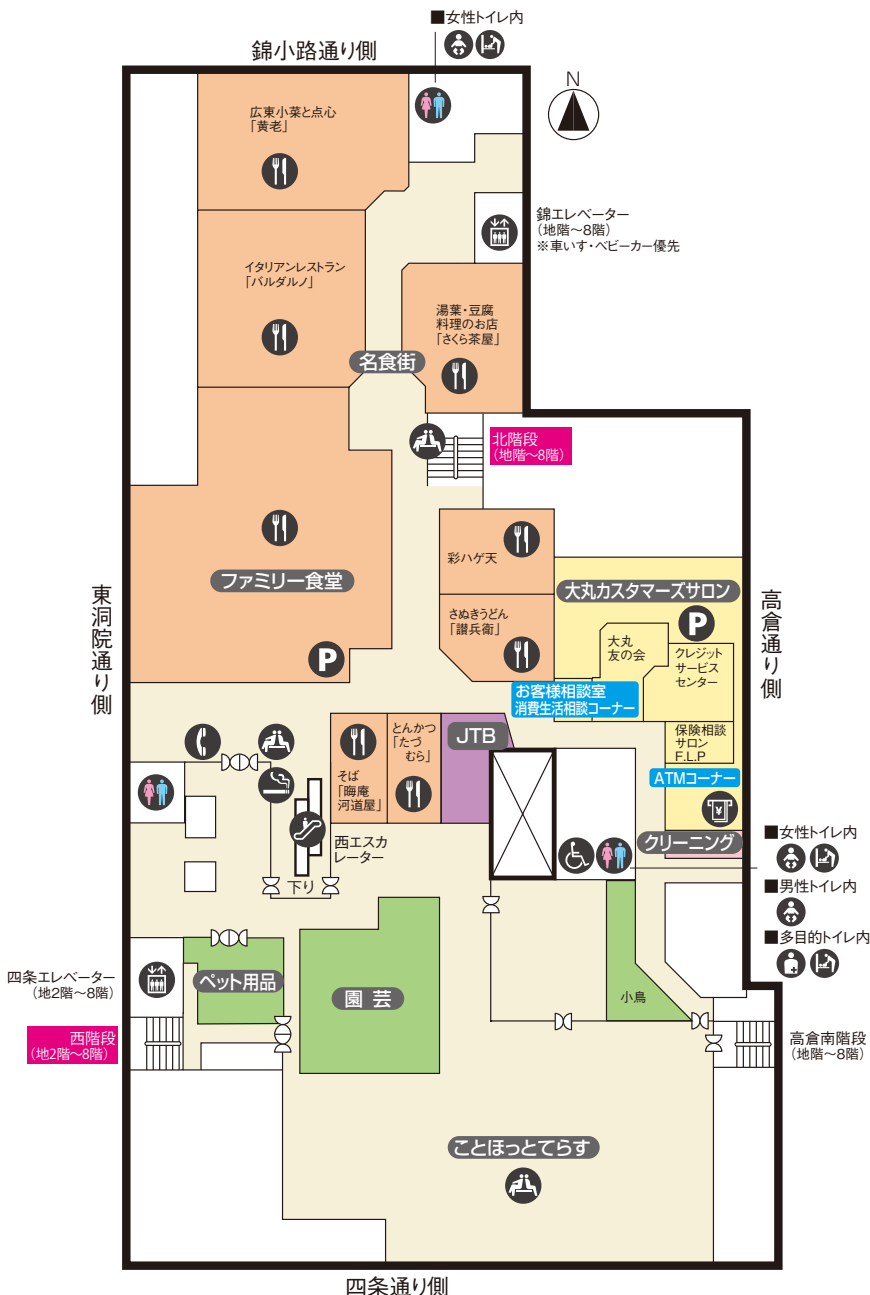 ■女性トイレ内
錦小路通り側
N
広東小菜と点心
「黄老」
錦エレベーター
(地階〜8階)
※車いす・ベビーカー優先
イタリアンレストラン
「バルダルノ」
湯葉・豆腐
料理のお店
「さくら茶屋」
名食街
北階段
(地階〜8階)
彩ハゲ天
ファミリー食堂
P
さぬきうどん
「讃兵衛」
大丸カスタマーズサロン
P
大丸
友の会
クレジット
サービス
センター
お客様相談室
消費生活相談コーナー
東洞院通り側
高倉通り側
保険相談
サロン
F.L.P
ATMコーナー
¥
クリーニング
JTB
とんかつ
「たづ
むら」
そば
「晦庵
河道屋」
西エスカ
レーター
下り
■女性トイレ内
■男性トイレ内
■多目的トイレ内
四条エレベーター
(地2階〜8階)
ペット用品
園芸
小鳥
西階段
(地2階〜8階)
高倉南階段
(地階〜8階)
ことほっとてらす
四条通り側